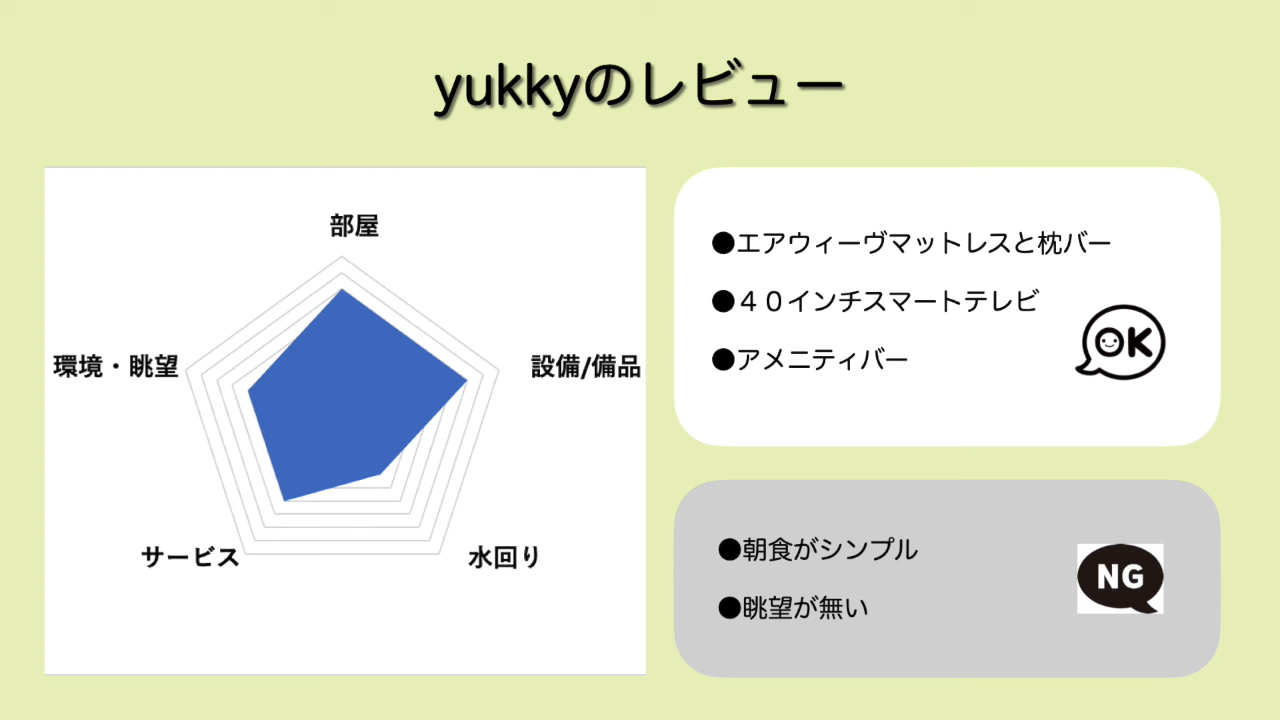 yukkyのレビュー
部屋
環境・眺望
設備/備品
サービス
水回り
●エアウィーヴマットレスと枕バー
●４０インチスマートテレビ
●アメニティバー
OK
●朝食がシンプル
●眺望が無い
NG